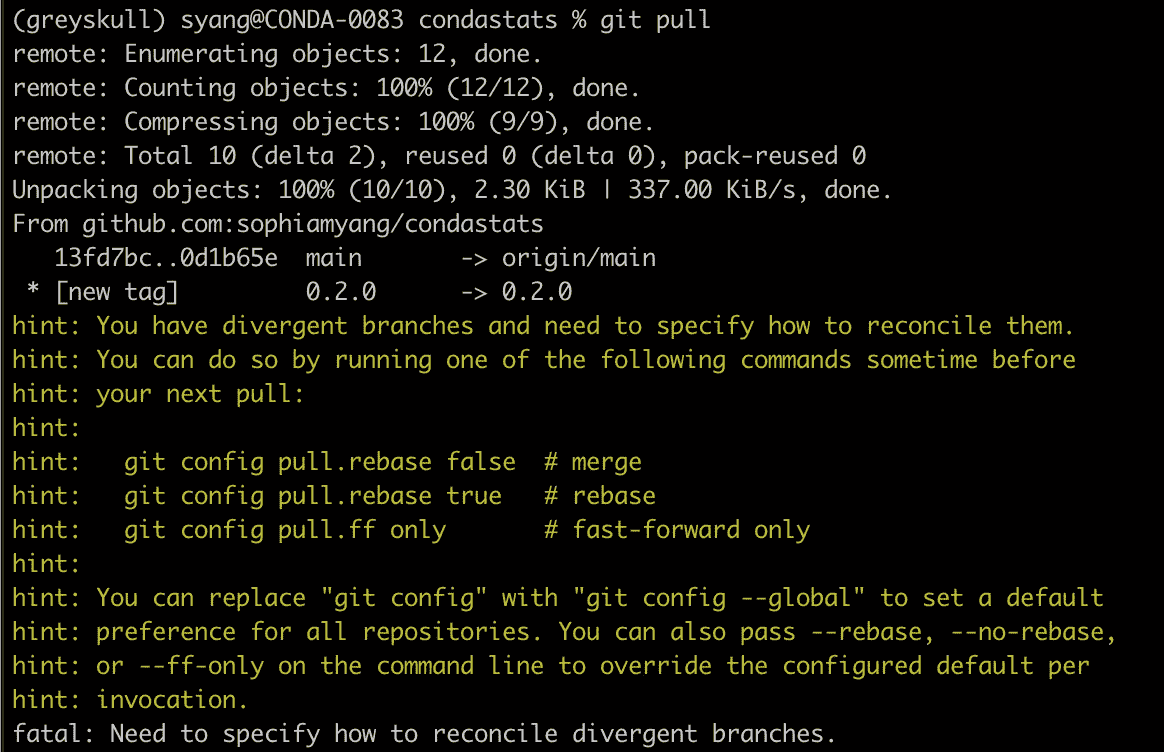 (greyskull) syang@CONDA-0083 condastats % git pull
remote: Enumerating objects: 12, done.
remote: Counting objects: 100% (12/12), done.
remote: Compressing objects: 100% (9/9), done.
remote: Total 10 (delta 2), reused 0 (delta 0), pack-reused 0
Unpacking objects: 100% (10/10), 2.30 KiB | 337.00 KiB/s, done.
From github.com:sophiamyang/condastats
   13fd7bc..0d1b65e  main       -> origin/main
 * [new tag]         0.2.0      -> 0.2.0
hint: You have divergent branches and need to specify how to reconcile them.
hint: You can do so by running one of the following commands sometime before
hint: your next pull:
hint:
hint:   git config pull.rebase false  # merge
hint:   git config pull.rebase true   # rebase
hint:   git config pull.ff only       # fast-forward only
hint:
hint: You can replace "git config" with "git config --global" to set a default
hint: preference for all repositories. You can also pass --rebase, --no-rebase,
hint: or --ff-only on the command line to override the configured default per
hint: invocation.
fatal: Need to specify how to reconcile divergent branches.